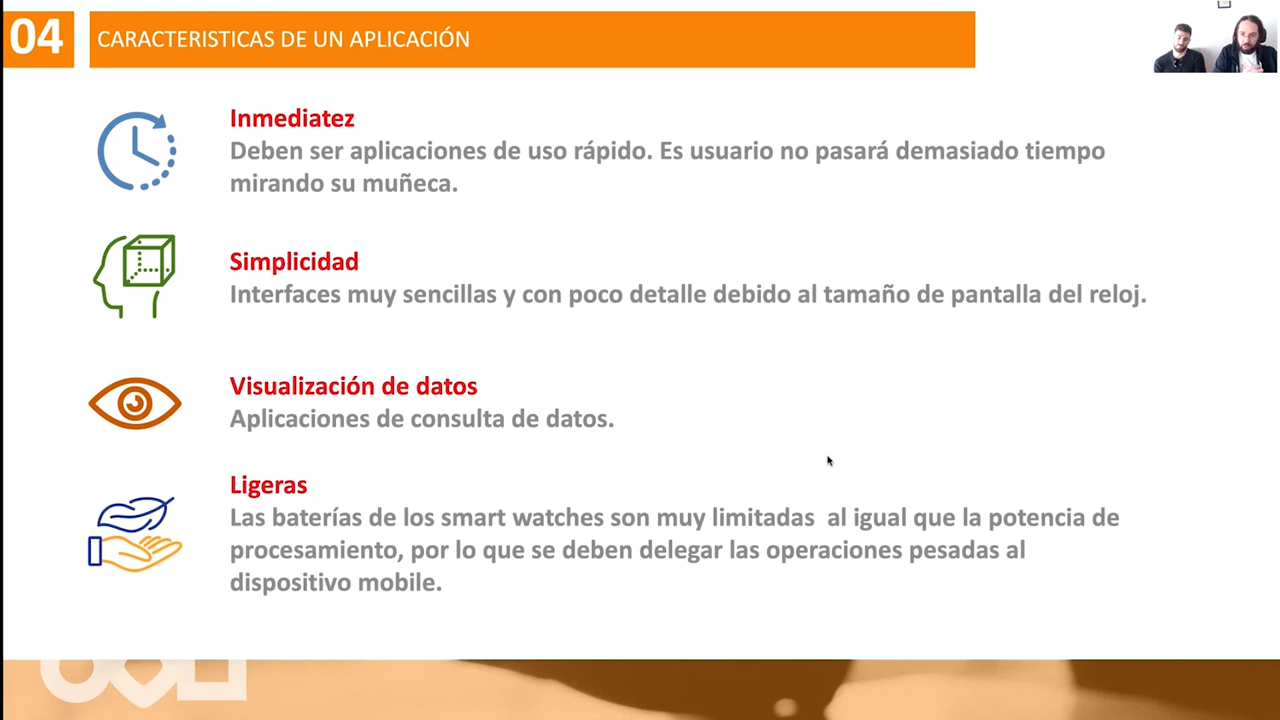 04
CARACTERISTICAS DE UN APLICACIÓN
Inmediatez
Deben ser aplicaciones de uso rápido. Es usuario no pasará demasiado tiempo
mirando su muñeca.
Simplicidad
Interfaces muy sencillas y con poco detalle debido al tamaño de pantalla del reloj.
Visualización de datos
Aplicaciones de consulta de datos.
Ligeras
Las baterías de los smart watches son muy limitadas  al igual que la potencia de
procesamiento, por lo que se deben delegar las operaciones pesadas al
dispositivo mobile.